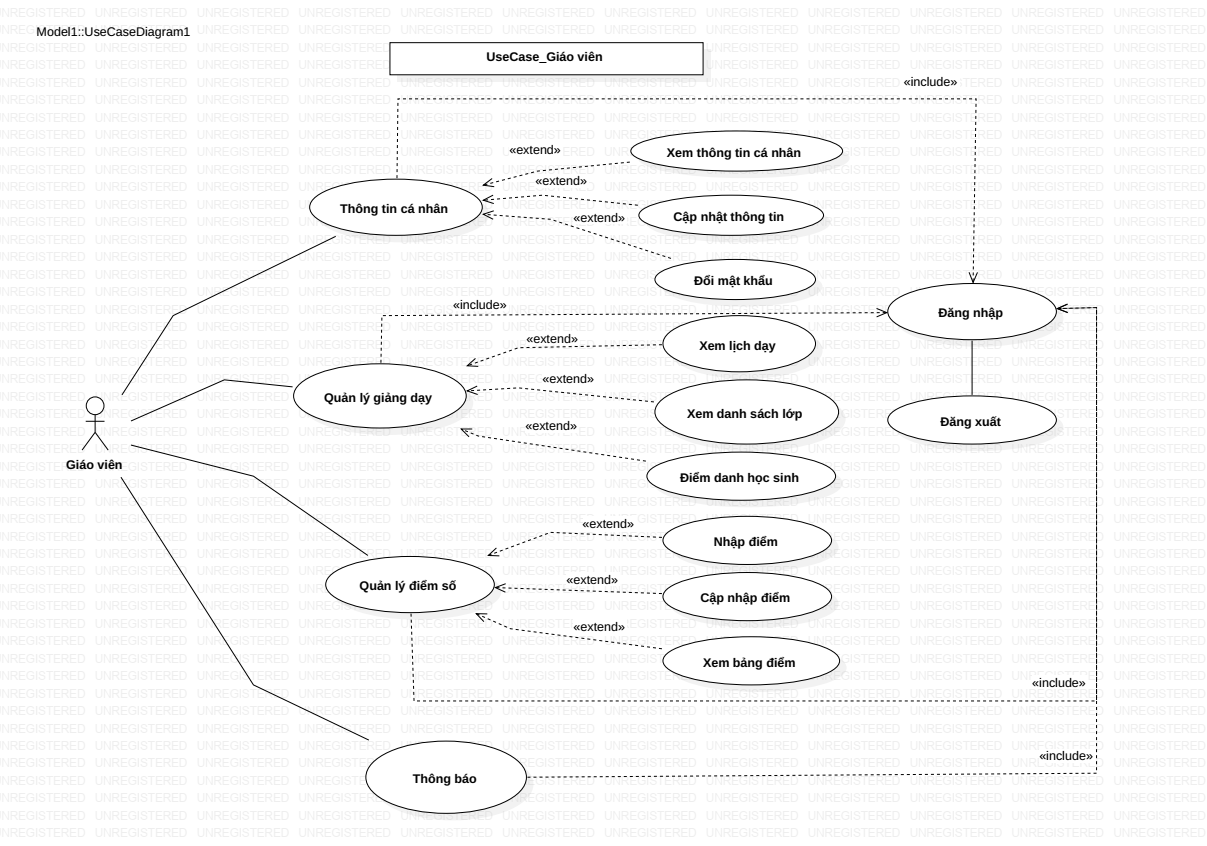 Model1::UseCaseDiagram1
UseCase_Giáo viên
«include»
«extend»
Xem thông tin cá nhân
«extend»
Thông tin cá nhân
Cập nhật thông tin
«extend»
Đổi mật khẩu
«include»
Đăng nhập
«extend»
Xem lịch dạy
«extend»
Quản lý giảng dạy
Xem danh sách lớp
Đăng xuất
«extend»
Giáo viên
Điểm danh học sinh
«extend»
Nhập điểm
«extend»
Quản lý điểm số
Cập nhập điểm
«extend»
Xem bảng điểm
«include»
«include»
Thông báo
UNREGISTERED